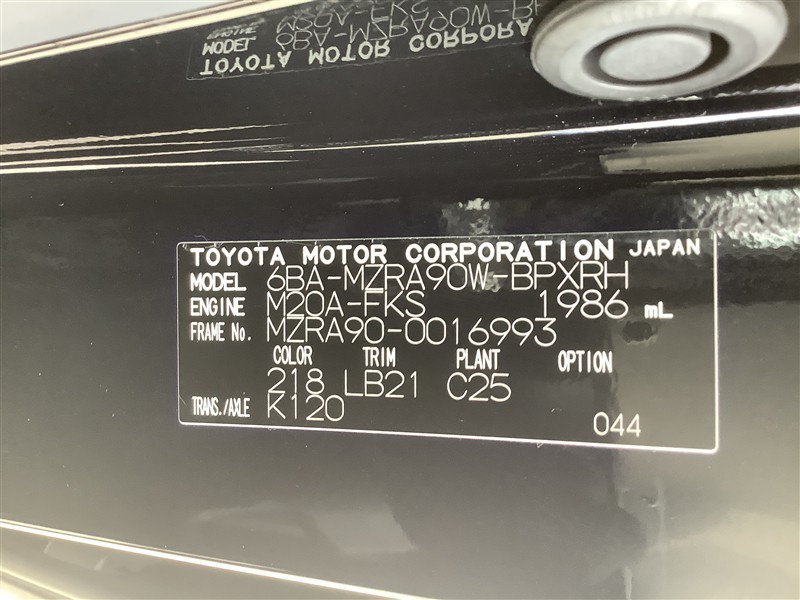 TOYOTA MOTOR CORPORATION JAPAN
MODEL 6BA-MZRA90W-BPXRH
ENGINE M20A-FKS 1986 mL
FRAME No. MZRA90-0016993
COLOR TRIM PLANT OPTION
218 LB21 C25
TRANS./AXLE K120
044